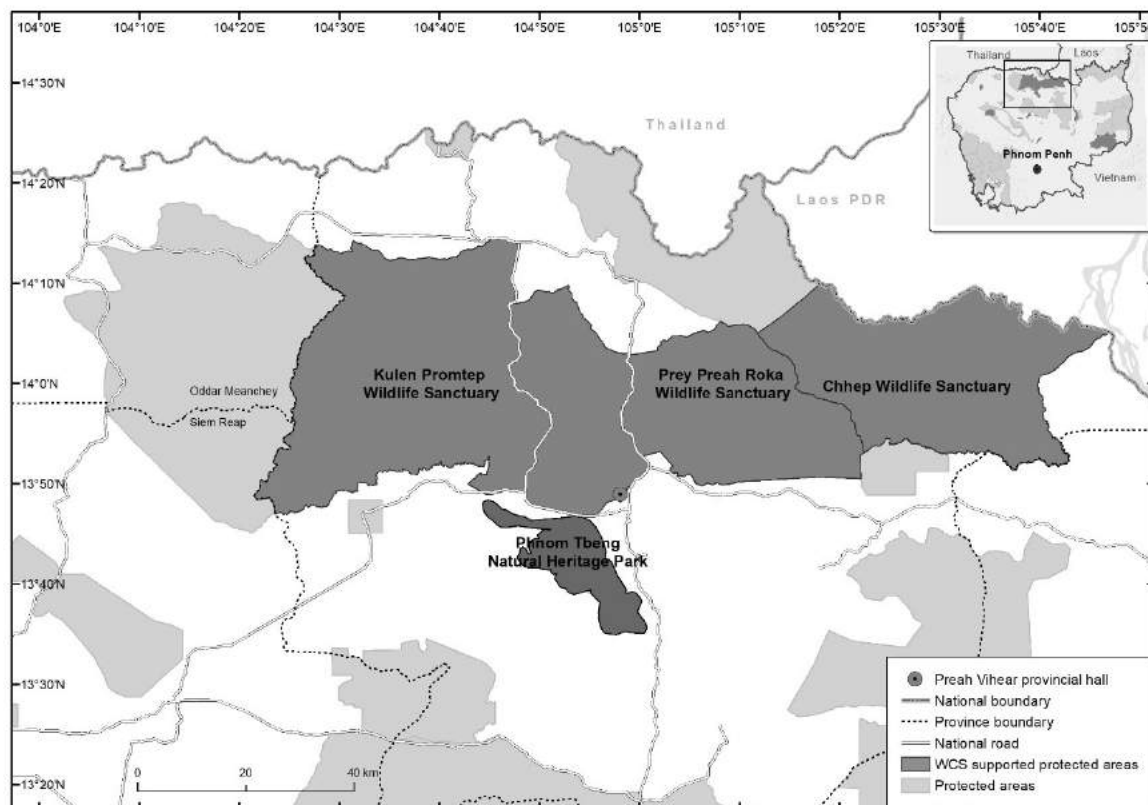 104°0'E 104°10'E 104°20'E 104°30'E 104°40'E 104°50'E 105°0'E 105°10'E 105°20'E 105°30'E 105°40'E
14°30'N
14°20'N
14°10'N
14°0'N
13°50'N
13°40'N
13°30'N
13°20'N
Thailand
Laos
Phnom Penh
Vietnam
Thailand
Laos PDR
Kulen Promtep
Wildlife Sanctuary
Prey Preah Roka
Wildlife Sanctuary
Chhep Wildlife Sanctuary
Oddar Meanchey
Siem Reap
Phnom Tbeng
Natural Heritage Park
Preah Vihear provincial hall
National boundary
Province boundary
National road
WCS supported protected areas
Protected areas
0 20 40 km